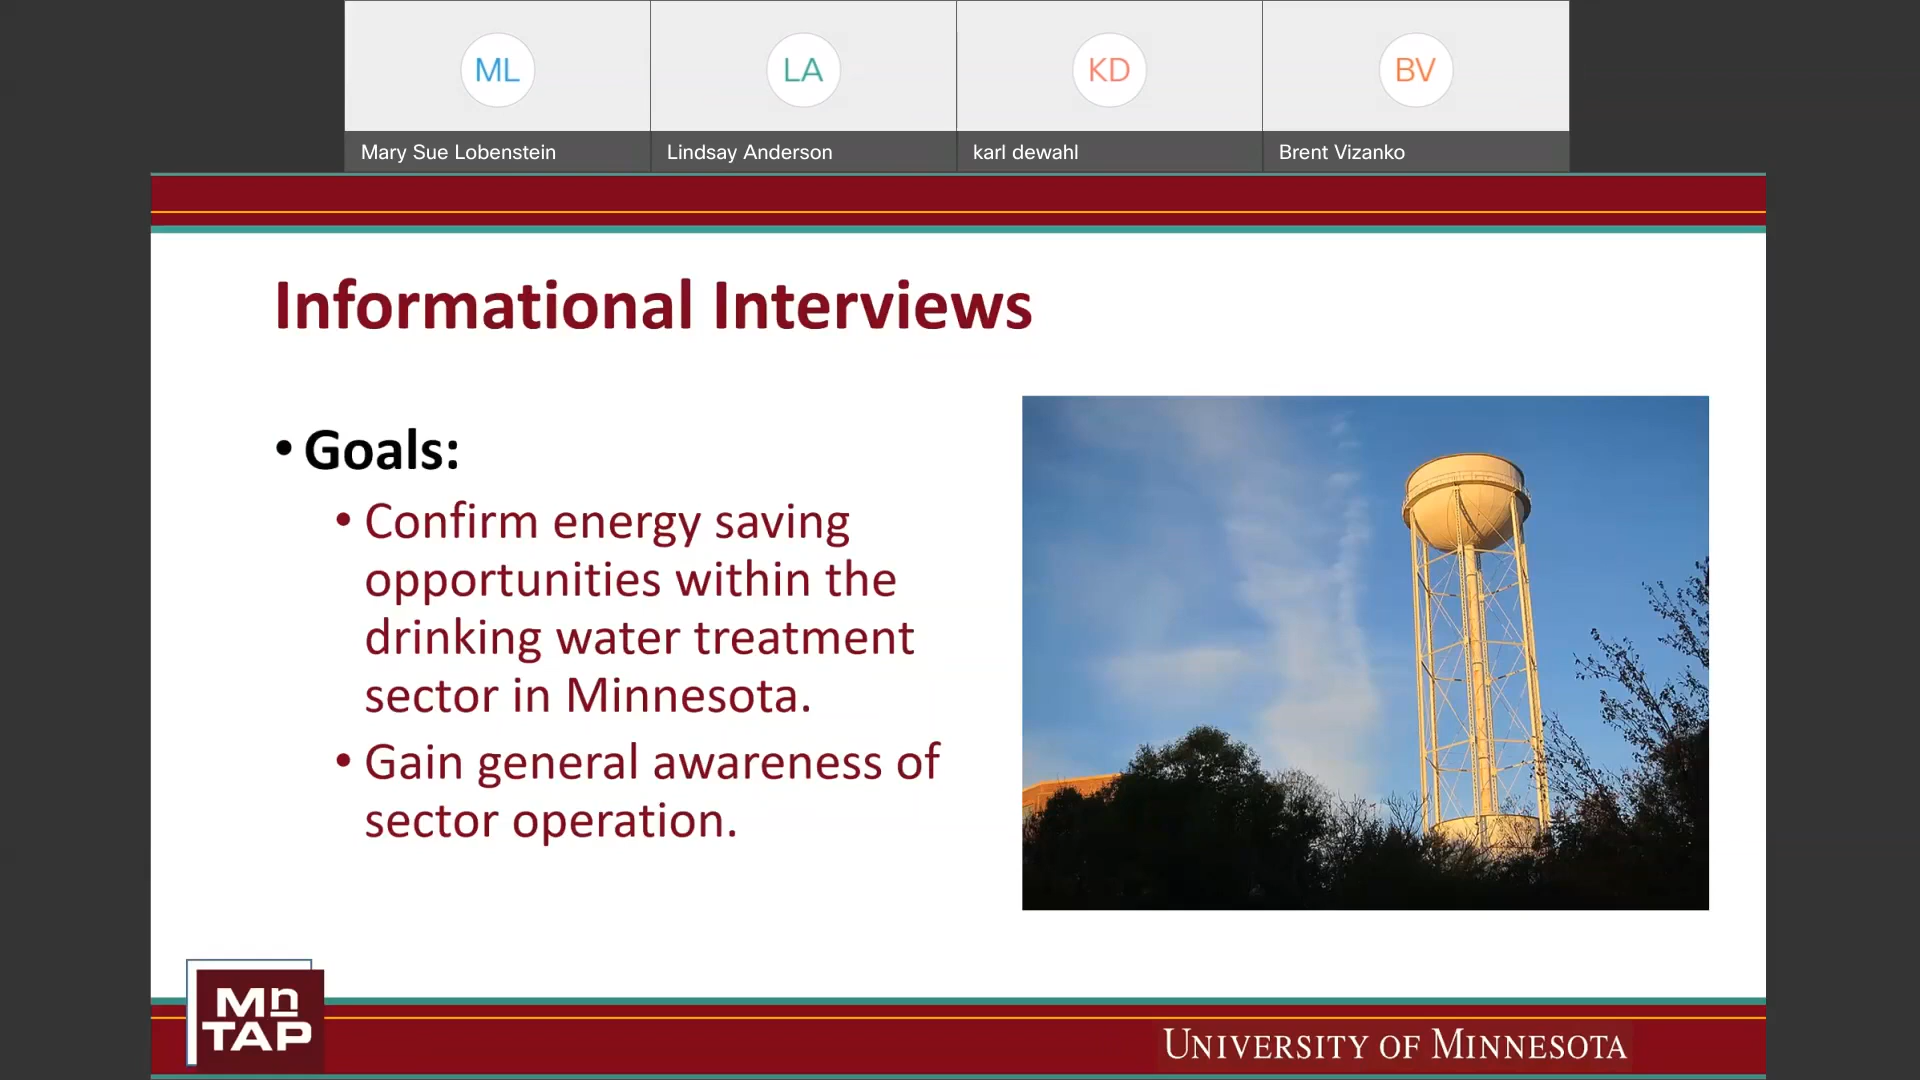 ML
LA
KD
BV
Mary Sue Lobenstein
Lindsay Anderson
karl dewahl
Brent Vizanko
Informational Interviews
• Goals:
• Confirm energy saving
opportunities within the
drinking water treatment
sector in Minnesota.
• Gain general awareness of
sector operation.
Mn
TAP
UNIVERSITY OF MINNESOTA